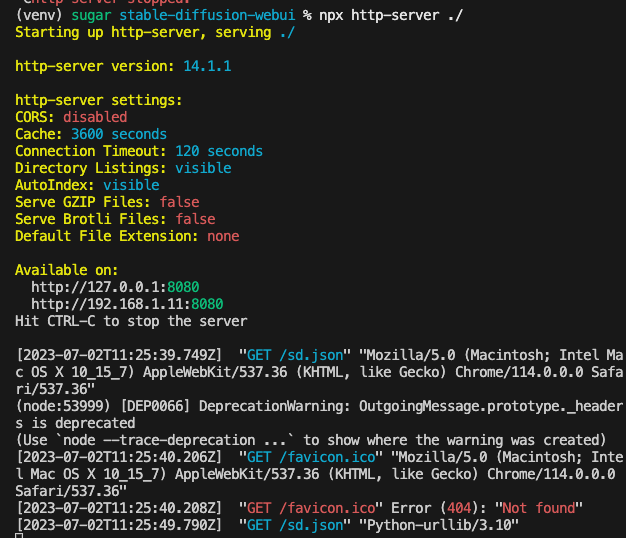 http server stopped.
(venv) sugar stable-diffusion-webui % npx http-server ./
Starting up http-server, serving ./
http-server version: 14.1.1
http-server settings:
CORS: disabled
Cache: 3600 seconds
Connection Timeout: 120 seconds
Directory Listings: visible
AutoIndex: visible
Serve GZIP Files: false
Serve Brotli Files: false
Default File Extension: none
Available on:
http://127.0.0.1:8080
http://192.168.1.11:8080
Hit CTRL-C to stop the server
[2023-07-02T11:25:39.749Z]  "GET /sd.json" "Mozilla/5.0 (Macintosh; Intel Ma
c OS X 10_15_7) AppleWebKit/537.36 (KHTML, like Gecko) Chrome/114.0.0.0 Safa
ri/537.36"
(node:53999) [DEP0066] DeprecationWarning: OutgoingMessage.prototype._header
s is deprecated
(Use `node --trace-deprecation ...` to show where the warning was created)
[2023-07-02T11:25:40.206Z]  "GET /favicon.ico" "Mozilla/5.0 (Macintosh; Inte
l Mac OS X 10_15_7) AppleWebKit/537.36 (KHTML, like Gecko) Chrome/114.0.0.0
Safari/537.36"
[2023-07-02T11:25:40.208Z]  "GET /favicon.ico" Error (404): "Not found"
[2023-07-02T11:25:49.790Z]  "GET /sd.json" "Python-urllib/3.10"